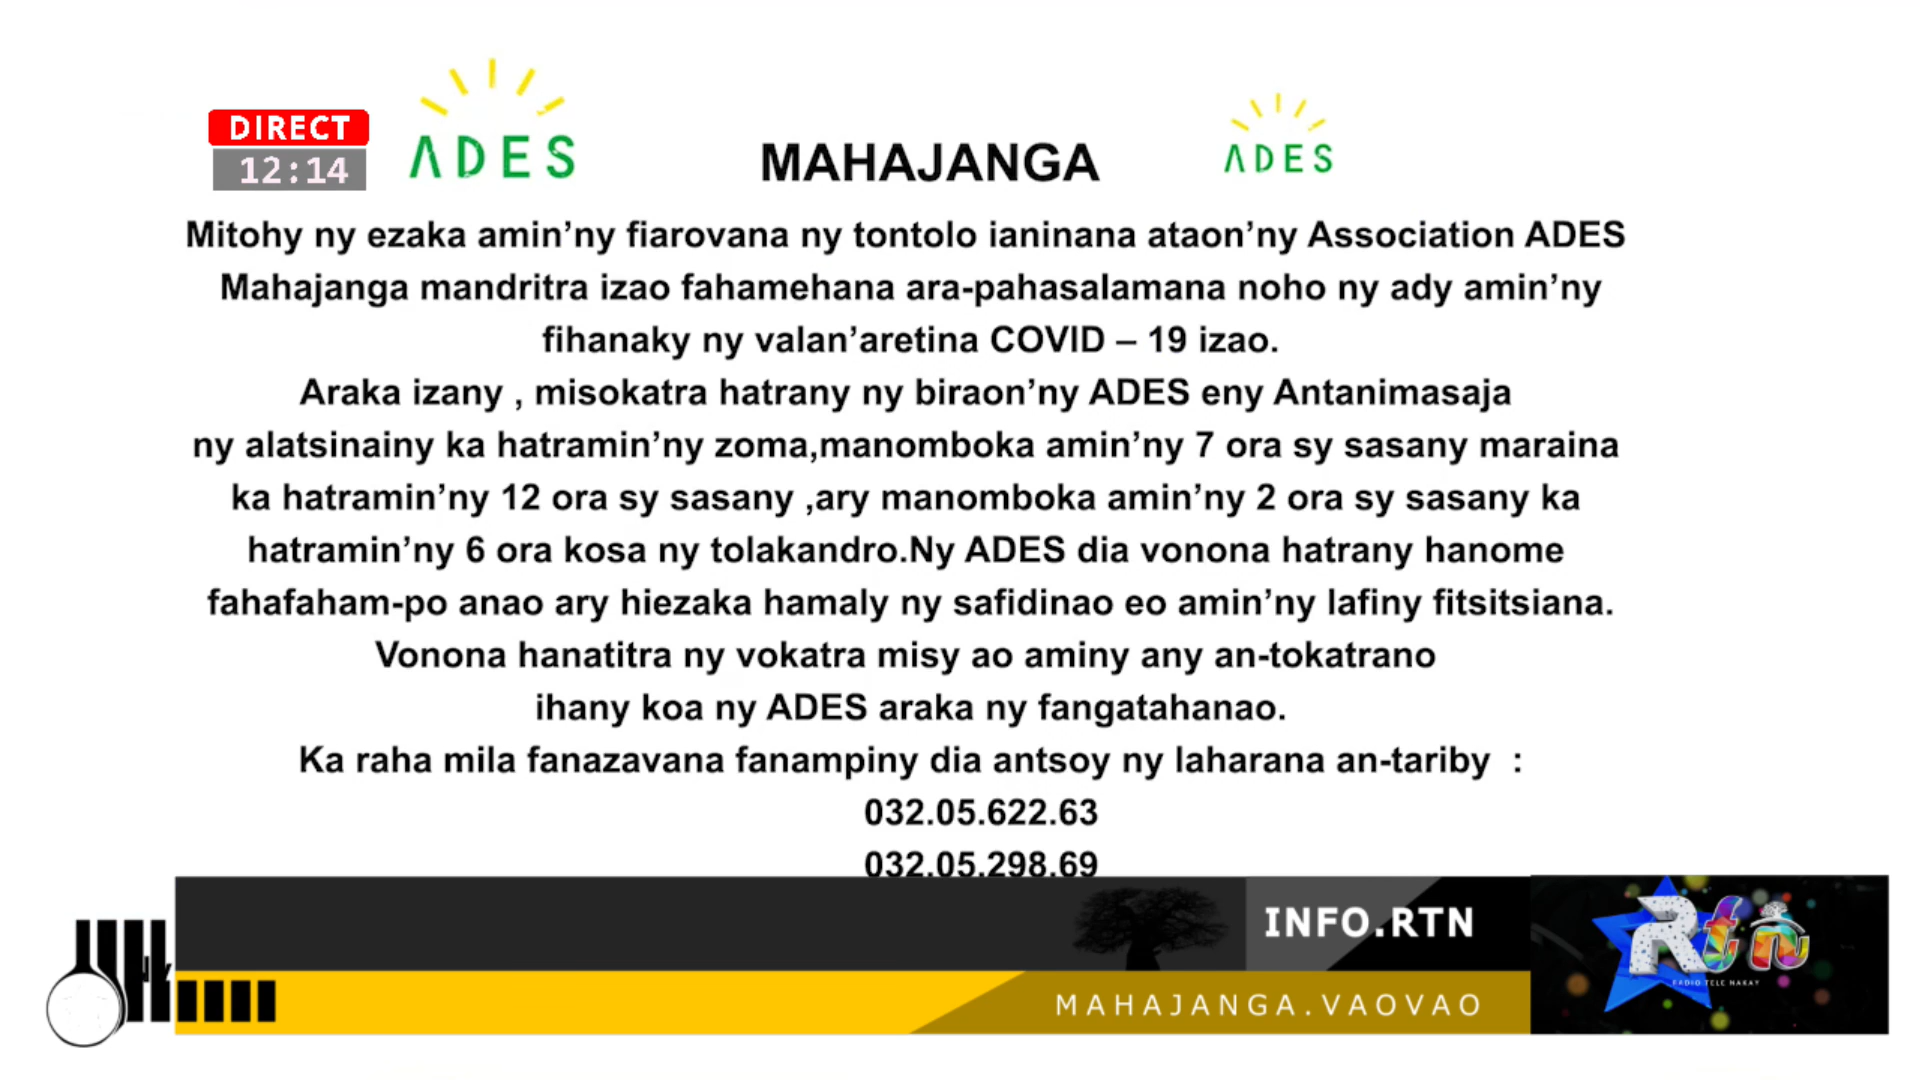 DIRECT
12:14
ADES
MAHAJANGA
ADES
Mitohy ny ezaka amin’ny fiarovana ny tontolo ianinana ataon’ny Association ADES
Mahajanga mandritra izao fahamehana ara-pahasalamana noho ny ady amin’ny
fihanaky ny valan’aretina COVID – 19 izao.
Araka izany , misokatra hatrany ny biraon’ny ADES eny Antanimasaja
ny alatsinainy ka hatramin’ny zoma,manomboka amin’ny 7 ora sy sasany maraina
ka hatramin’ny 12 ora sy sasany ,ary manomboka amin’ny 2 ora sy sasany ka
hatramin’ny 6 ora kosa ny tolakandro.Ny ADES dia vonona hatrany hanome
fahafaham-po anao ary hiezaka hamaly ny safidinao eo amin’ny lafiny fitsitsiana.
Vonona hanatitra ny vokatra misy ao aminy any an-tokatrano
ihany koa ny ADES araka ny fangatahanao.
Ka raha mila fanazavana fanampiny dia antsoy ny laharana an-tariby :
032.05.622.63
032.05.298.69
INFO.RTN
MAHAJANGA.VAOVAO
Rtn
RADIO TELE NAKAY